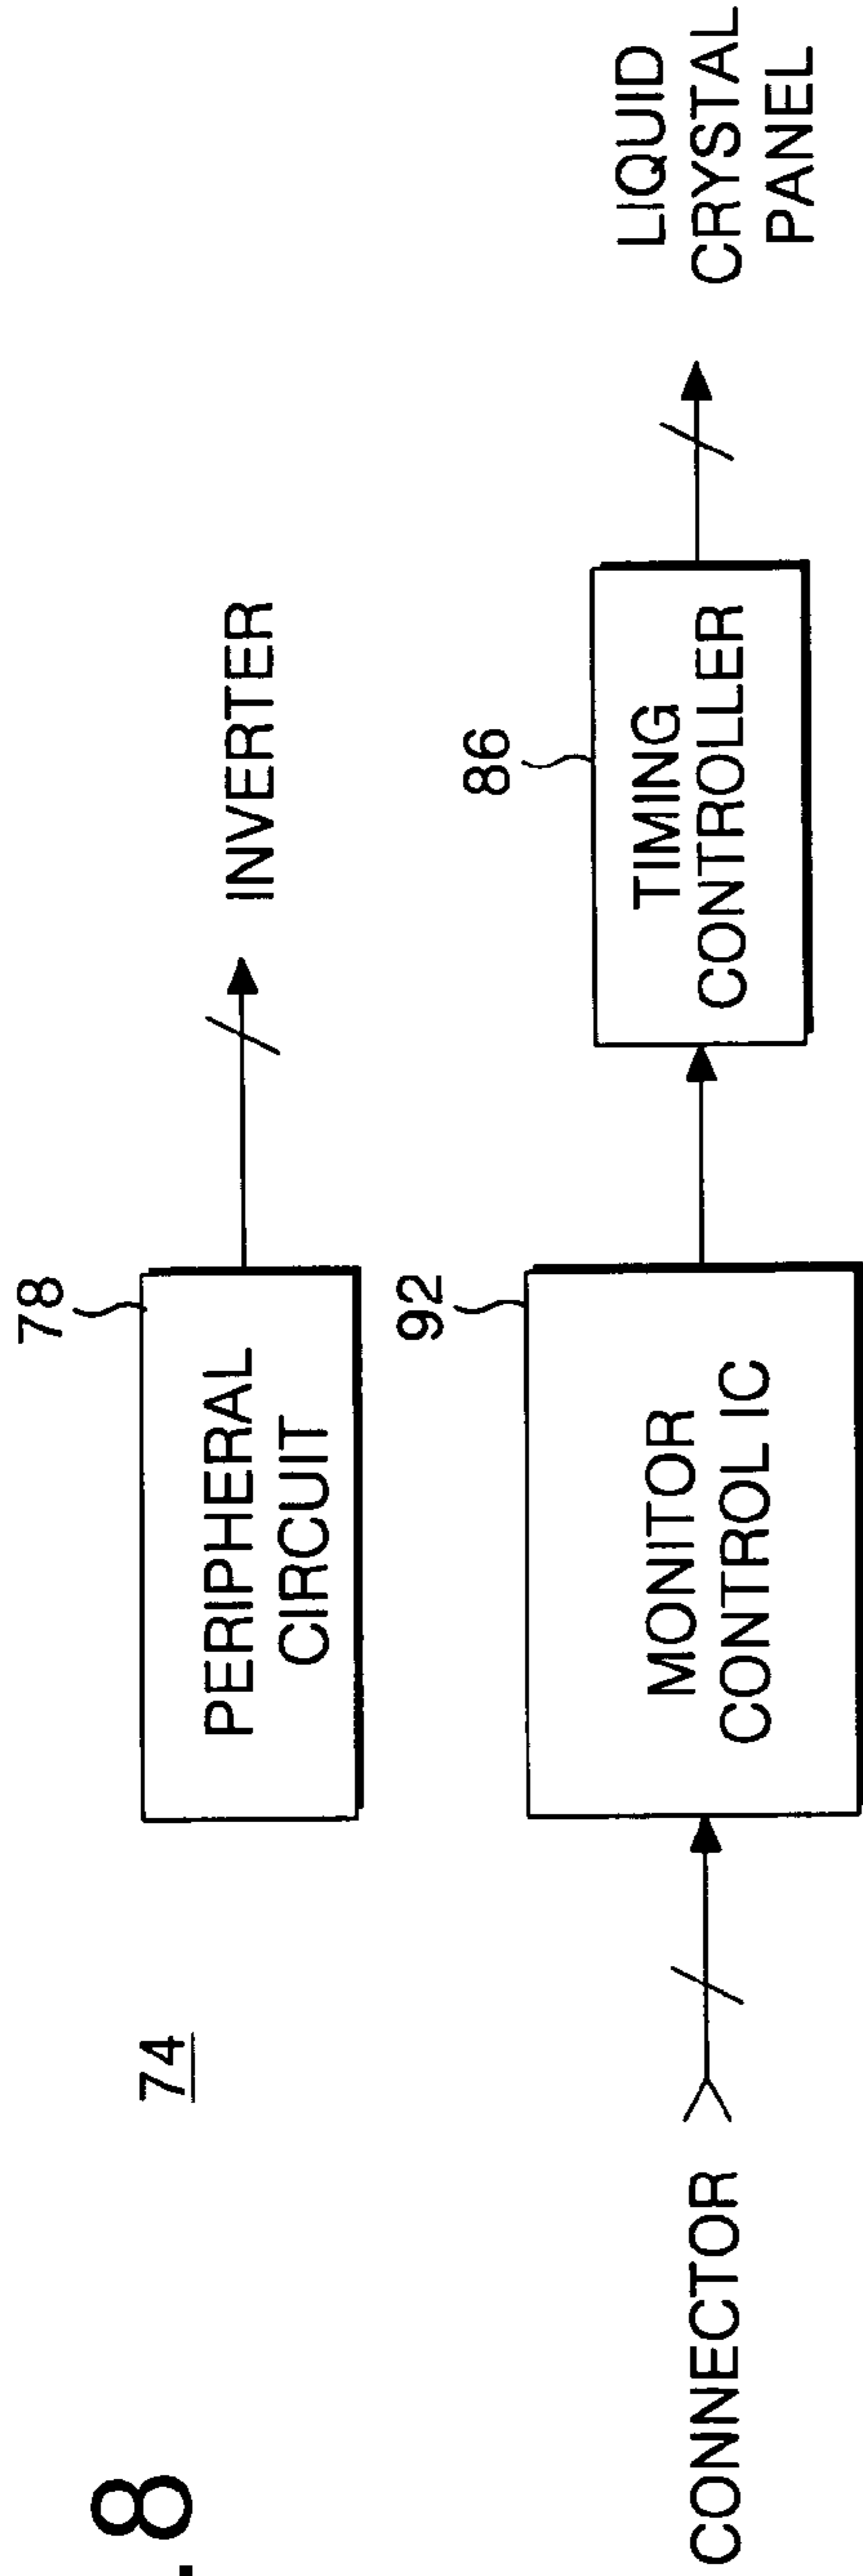 .8
74
78
PERIPHERAL
CIRCUIT
INVERTER
CONNECTOR
92
MONITOR
CONTROL IC
86
TIMING
CONTROLLER
LIQUID
CRYSTAL
PANEL